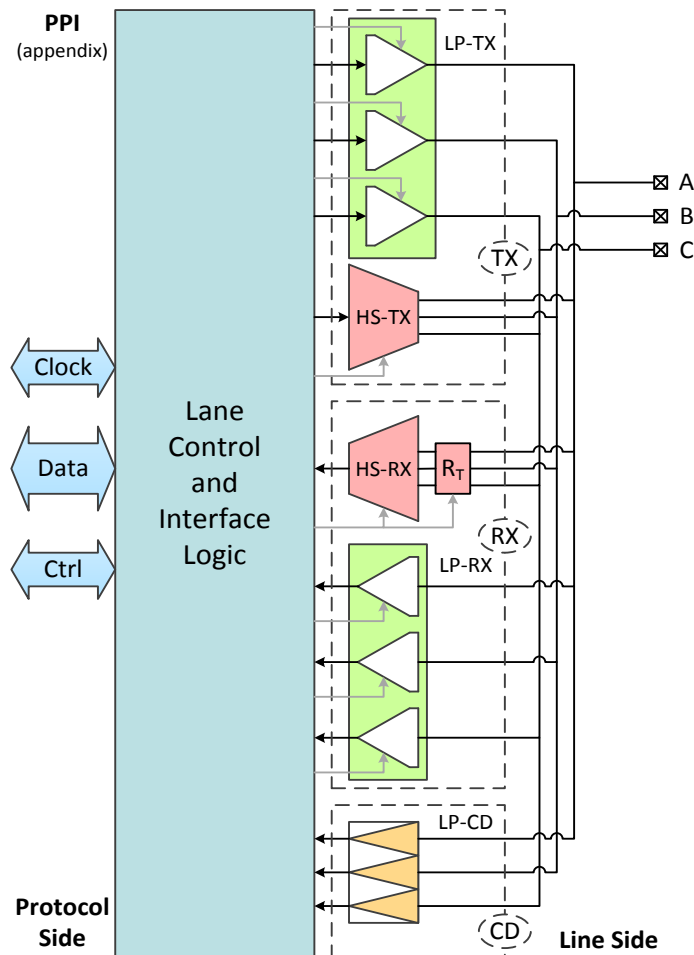 PPI
(appendix)
LP-TX
A
B
C
TX
HS-TX
Clock
Lane
Control
and
Interface
Logic
Data
HS-RX
RT
RX
Ctrl
LP-RX
LP-CD
Protocol
Side
CD
Line Side